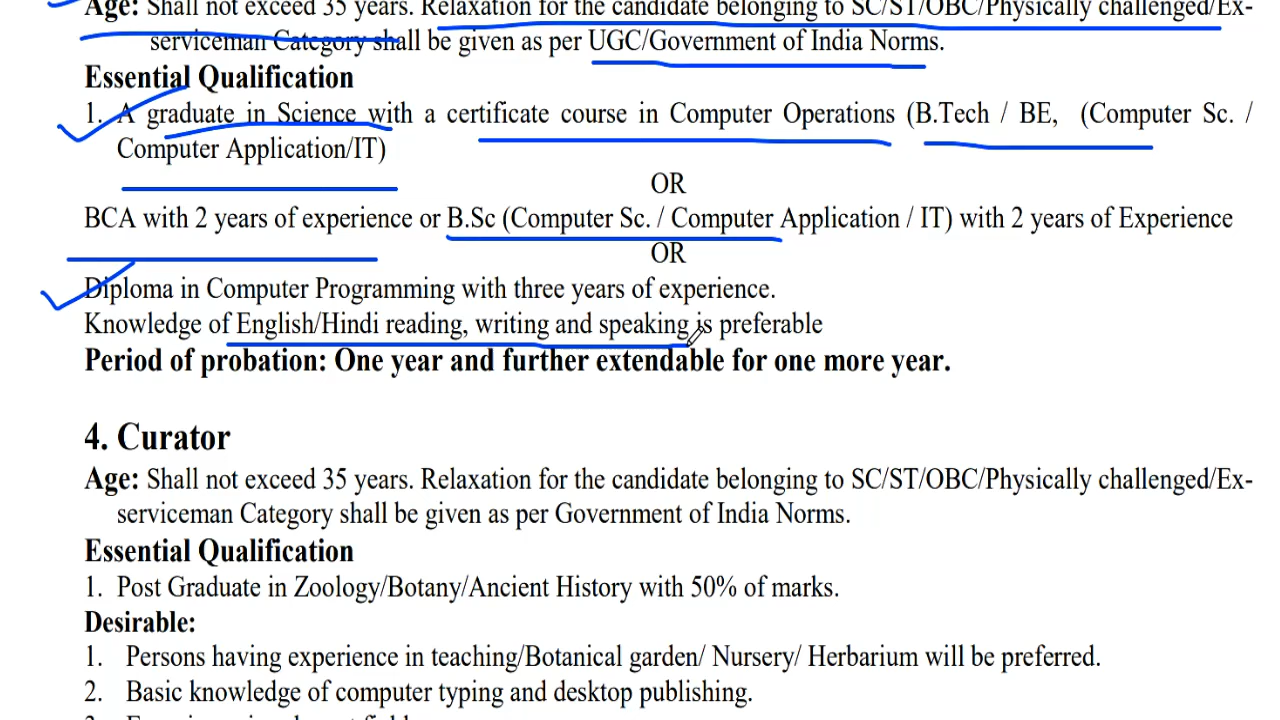 Age: Shall not exceed 35 years. Relaxation for the candidate belonging to SC/ST/OBC/Physically challenged/Ex-
serviceman Category shall be given as per UGC/Government of India Norms.
Essential Qualification
1. A graduate in Science with a certificate course in Computer Operations (B.Tech / BE, (Computer Sc. /
Computer Application/IT)
OR
BCA with 2 years of experience or B.Sc (Computer Sc. / Computer Application / IT) with 2 years of Experience
OR
Diploma in Computer Programming with three years of experience.
Knowledge of English/Hindi reading, writing and speaking is preferable
Period of probation: One year and further extendable for one more year.
4. Curator
Age: Shall not exceed 35 years. Relaxation for the candidate belonging to SC/ST/OBC/Physically challenged/Ex-
serviceman Category shall be given as per Government of India Norms.
Essential Qualification
1. Post Graduate in Zoology/Botany/Ancient History with 50% of marks.
Desirable:
1. Persons having experience in teaching/Botanical garden/ Nursery/ Herbarium will be preferred.
2. Basic knowledge of computer typing and desktop publishing.